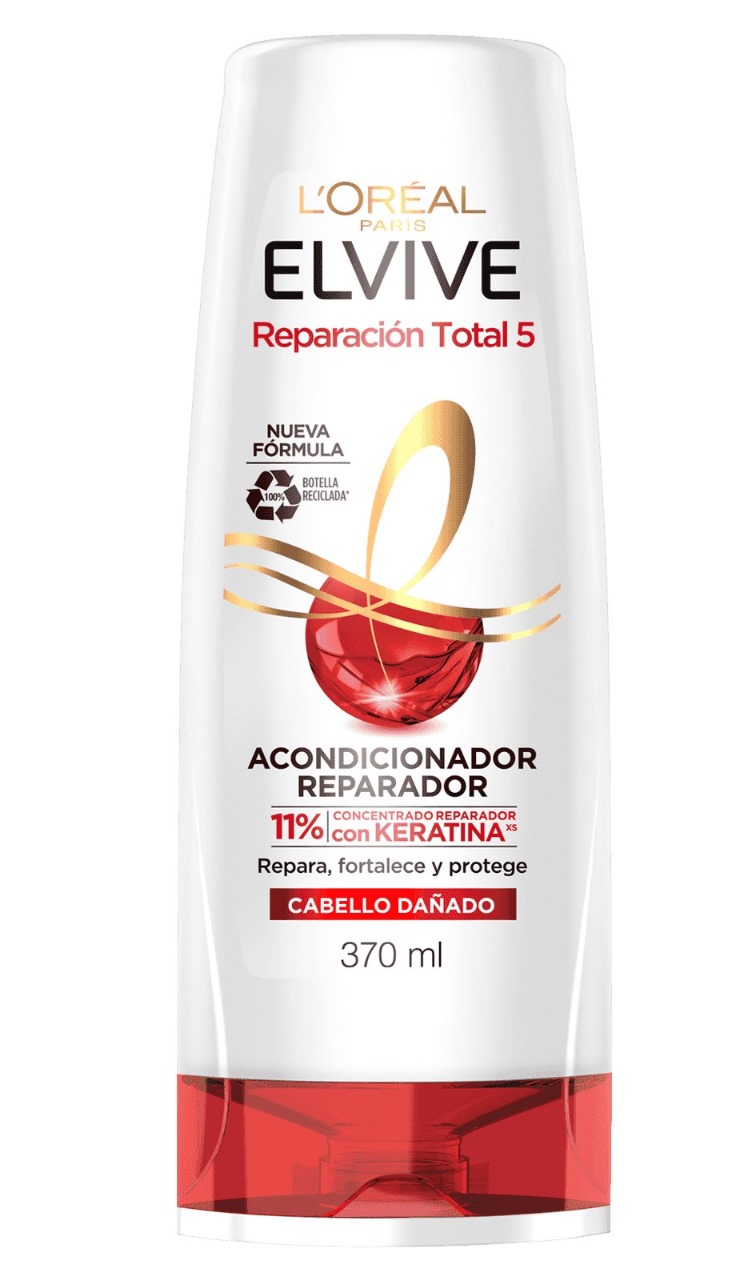 L'ORÉAL
PARIS
ELVIVE
Reparación Total 5
NUEVA
FÓRMULA
100%
BOTELLA
RECICLADA*
ACONDICIONADOR
REPARADOR
11% CONCENTRADO REPARADOR
con KERATINA XS
Repara, fortalece y protege
CABELLO DAÑADO
370 ml